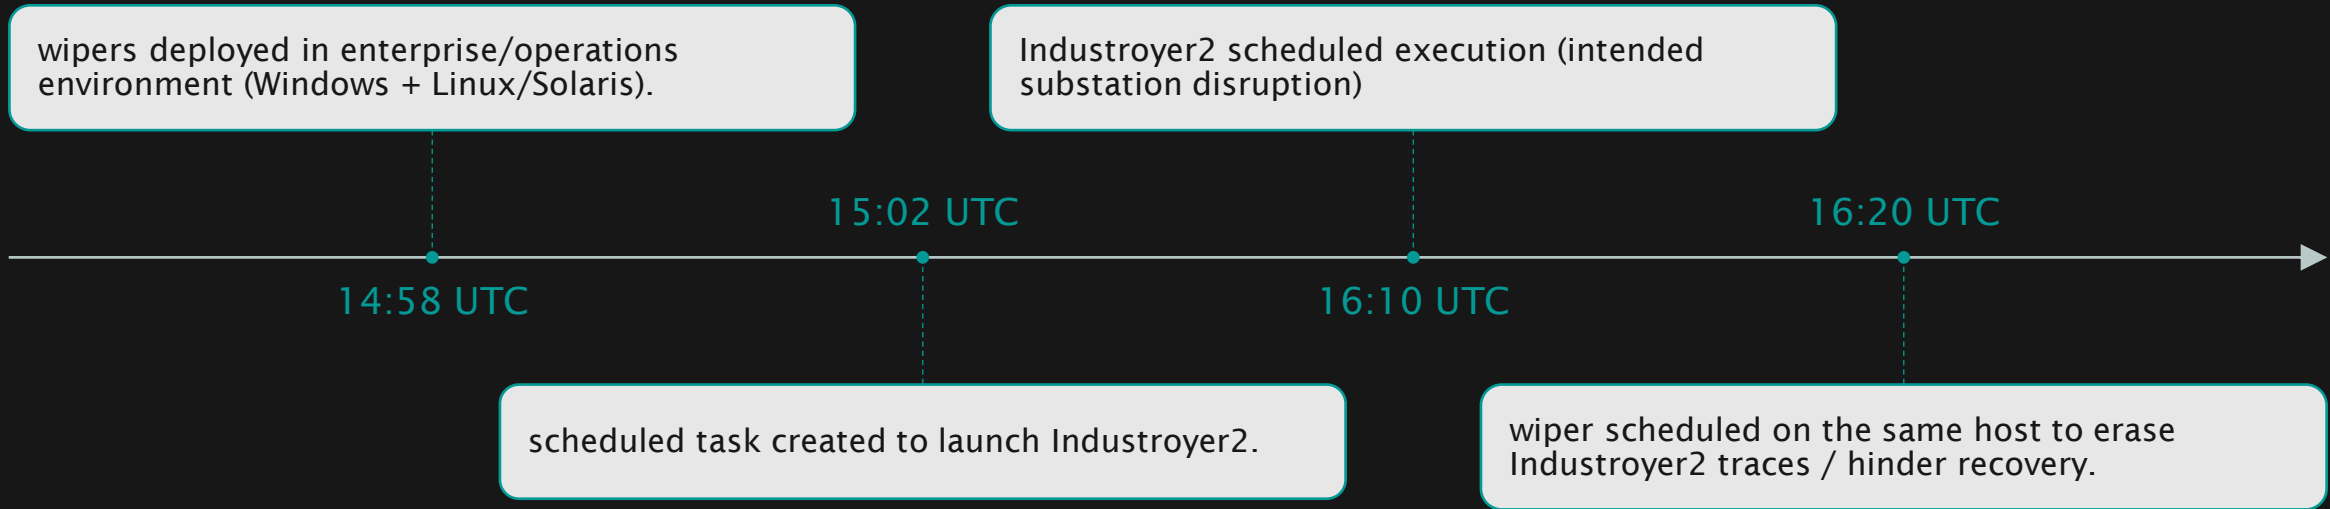 wipers deployed in enterprise/operations
environment (Windows + Linux/Solaris).
14:58 UTC
15:02 UTC
scheduled task created to launch Industroyer2.
Industroyer2 scheduled execution (intended
substation disruption)
16:10 UTC
16:20 UTC
wiper scheduled on the same host to erase
Industroyer2 traces / hinder recovery.